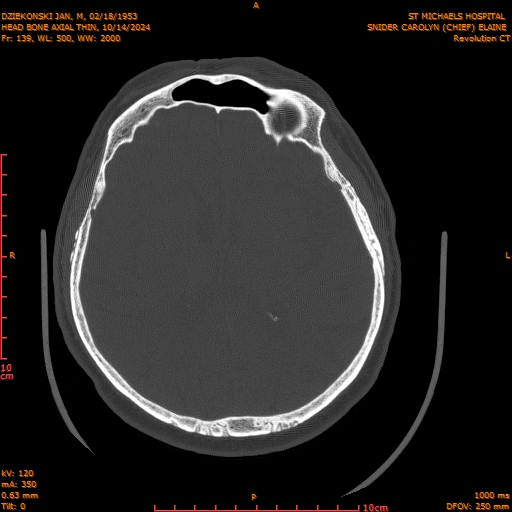 A
DZIEKONSKI JAN, M, 02/18/1953
HEAD BONE AXIAL THIN, 10/14/2024
Fr: 139, WL: 500, WW: 2000
ST MICHAELS HOSPITAL
SNIDER CAROLYN (CHIEF) ELAINE
Revolution CT
R
L
10
cm
kV: 120
mA: 350
0.63 mm
Tilt: 0
P
10cm
1000 ms
DFOV: 250 mm